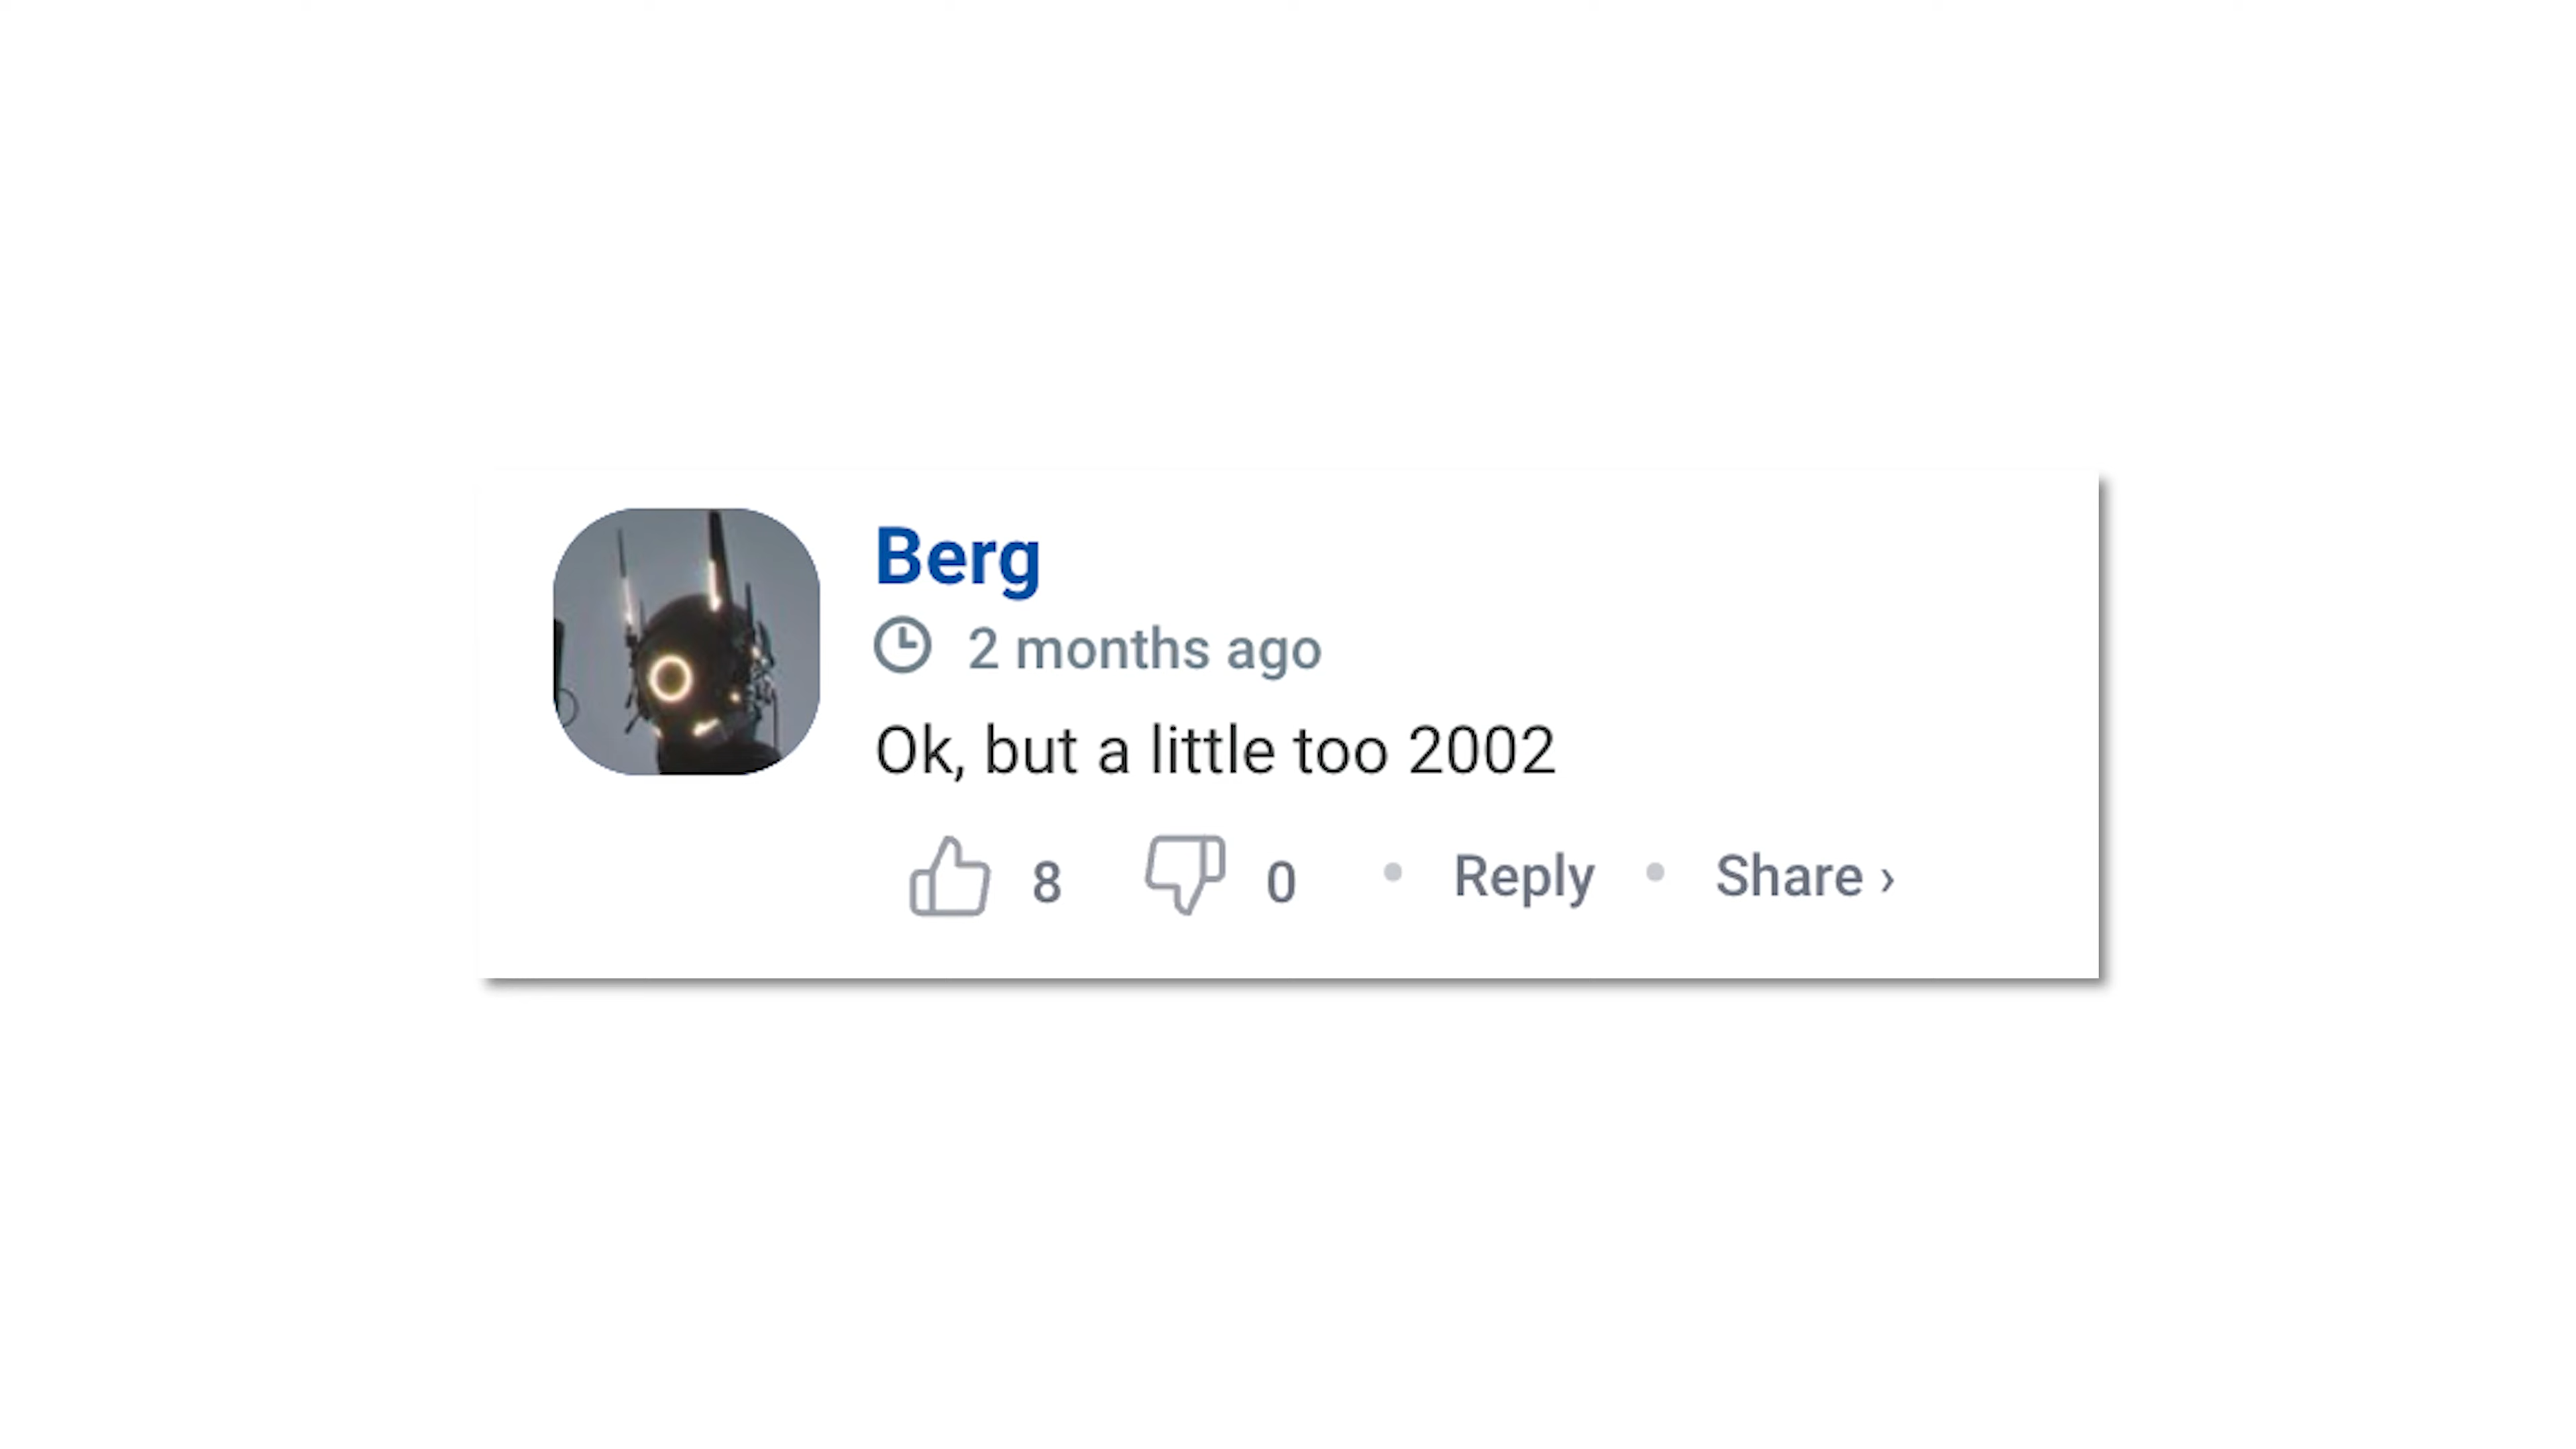 Berg
2 months ago
Ok, but a little too 2002
8 0 • Reply • Share ›